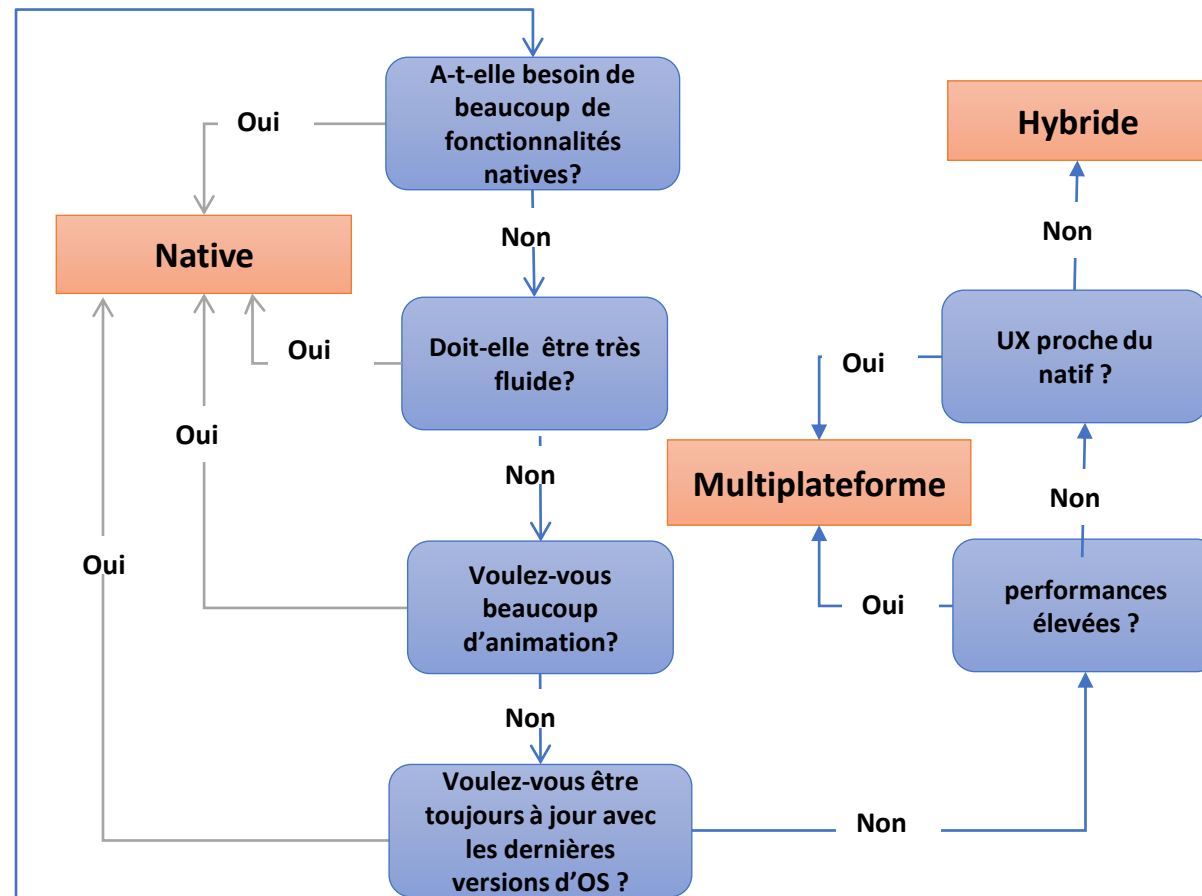 A-t-elle besoin de
beaucoup de
fonctionnalités
natives?
Oui
Non
Native
Doit-elle être très
fluide?
Oui
Oui
Non
Voulez-vous
beaucoup
d’animation?
Oui
Non
Voulez-vous être
toujours à jour avec
les dernières
versions d’OS ?
Non
performances
élevées ?
Oui
Non
Multiplateforme
UX proche du
natif ?
Oui
Non
Hybride